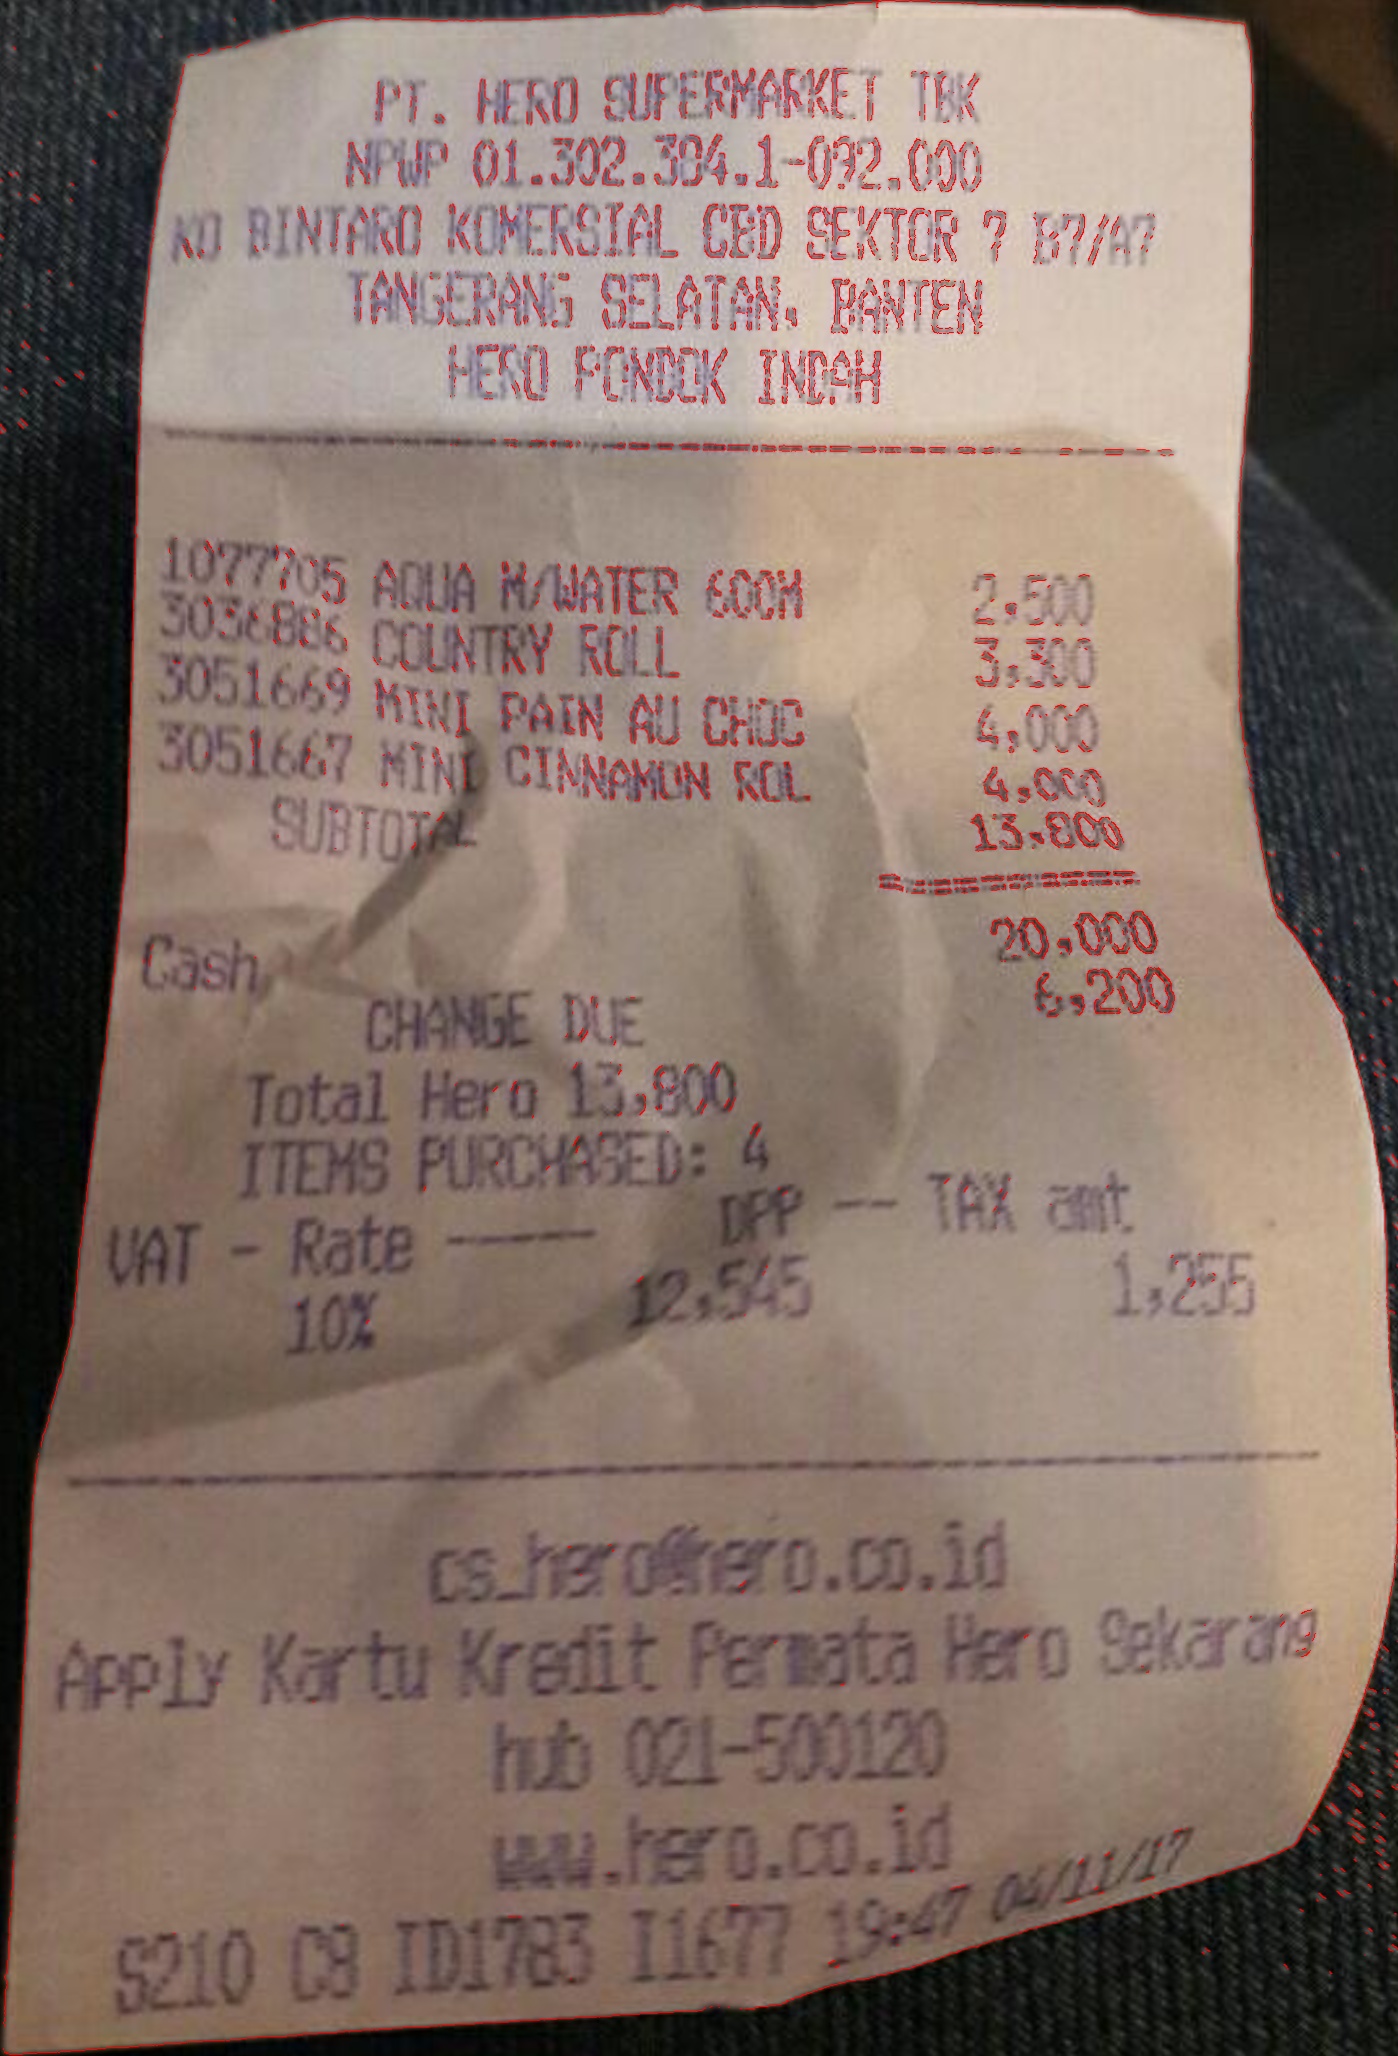 PT. HERO SUPERMARKET TBK
NPWP 01.302.384.1-092.000
KO BINTARO KOMERSIAL CBD SEKTOR 7 B7/A7
TANGERANG SELATAN, BANTEN
HERO PONDOK INDAH
1077705 AQUA M/WATER 600M 2,500
3036886 COUNTRY ROLL 3,300
3051669 MINI PAIN AU CHOC 4,000
3051667 MINI CINNAMON ROL 4,000
SUBTOTAL 13,800
Cash 20,000
CHANGE DUE 6,200
Total Hero 13,800
ITEMS PURCHASED: 4
VAT - Rate ----- DPP -- TAX amt
10% 12,545 1,255
cs_hero@hero.co.id
Apply Kartu Kredit Permata Hero Sekarang
hub 021-500120
www.hero.co.id
S210 C8 ID1783 I1677 19:47 04/11/17